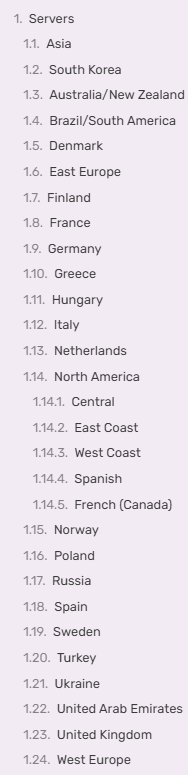 1. Servers
1.1. Asia
1.2. South Korea
1.3. Australia/New Zealand
1.4. Brazil/South America
1.5. Denmark
1.6. East Europe
1.7. Finland
1.8. France
1.9. Germany
1.10. Greece
1.11. Hungary
1.12. Italy
1.13. Netherlands
1.14. North America
1.14.1. Central
1.14.2. East Coast
1.14.3. West Coast
1.14.4. Spanish
1.14.5. French (Canada)
1.15. Norway
1.16. Poland
1.17. Russia
1.18. Spain
1.19. Sweden
1.20. Turkey
1.21. Ukraine
1.22. United Arab Emirates
1.23. United Kingdom
1.24. West Europe